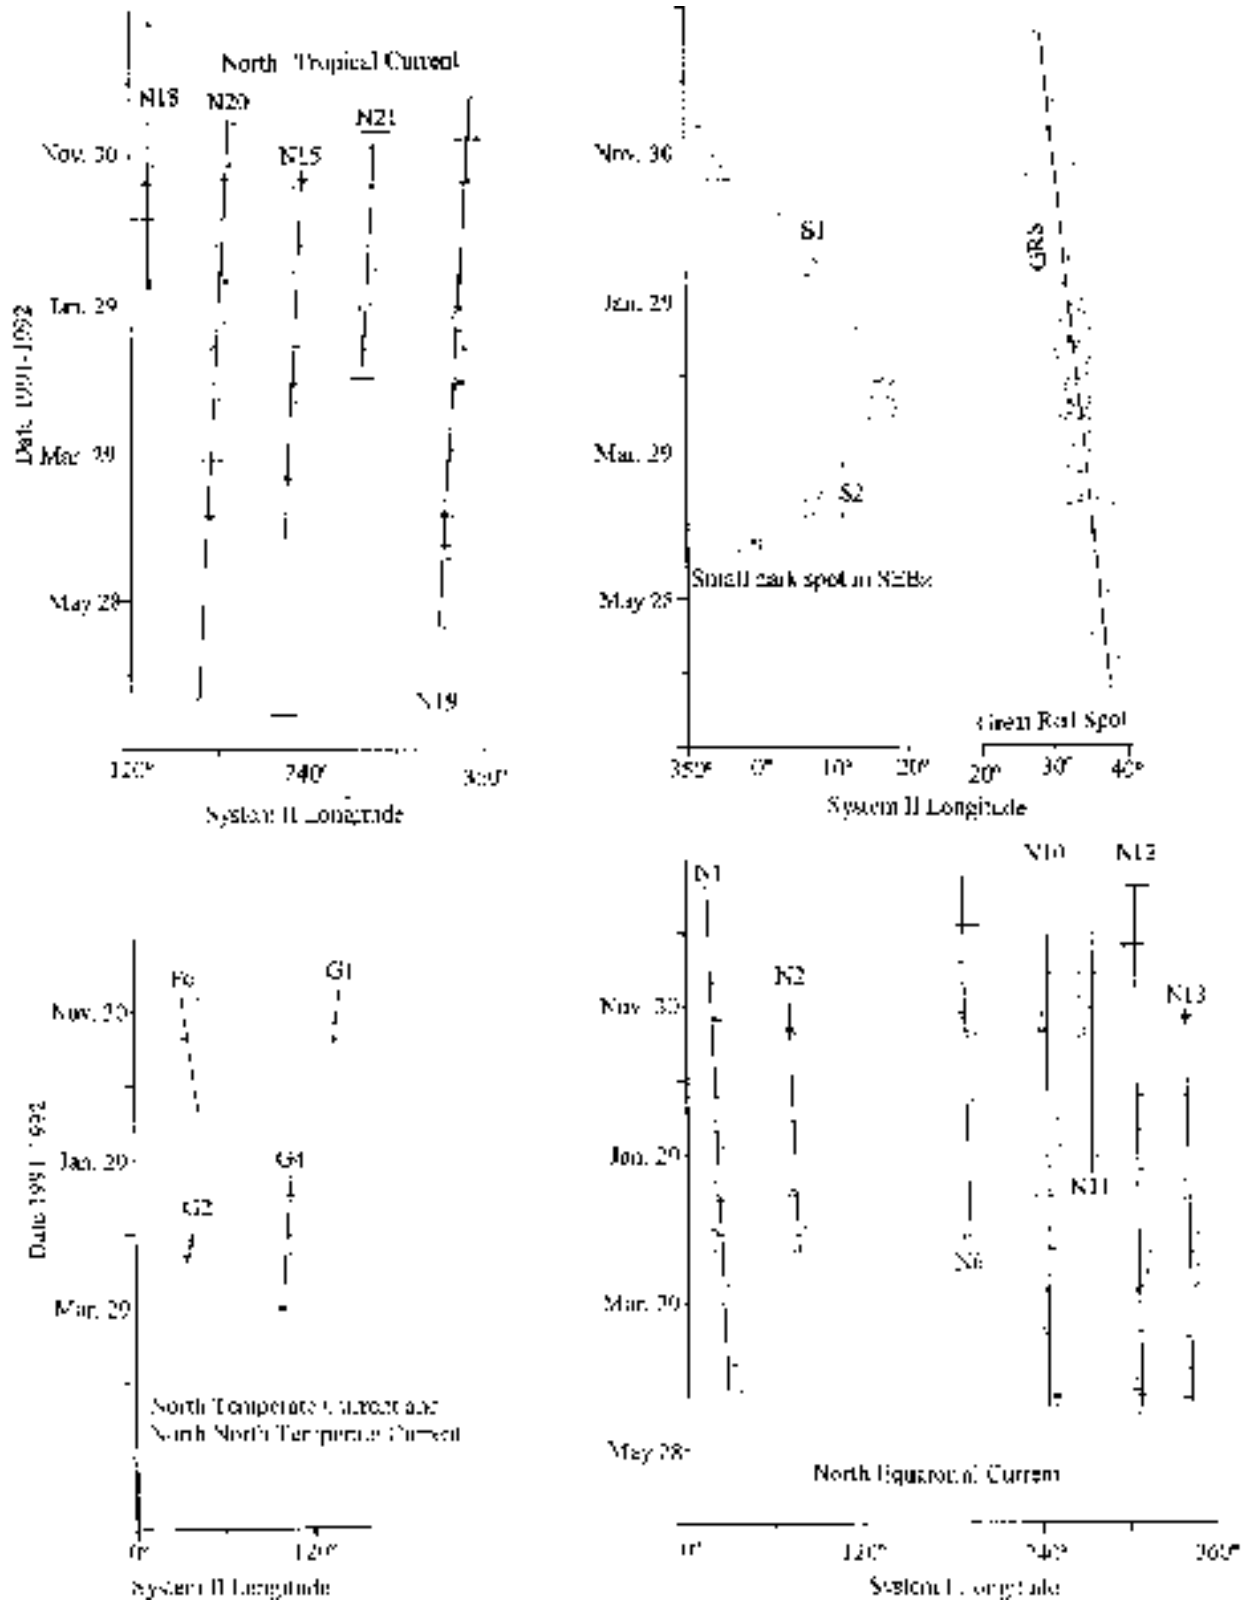 North Tropical Current
N18
N20
N21
N15
Nov. 30
Jan. 29
Mar. 29
May 28
Date 1991-1992
N19
120° 240° 360°
System II Longitude
Nov. 30
S1
GRS
Jan. 29
Mar. 29
S2
Small dark spot in SEBz
May 28
Great Red Spot
350° 0° 10° 20° 20° 30° 40°
System II Longitude
G1
Nov. 30
Jan. 29
G4
G2
Mar. 29
Date 1991-1992
North Temperate Current and
North North Temperate Current
0° 120°
System II Longitude
N10
N1
N2
N13
Nov. 30
Jan. 29
N11
N6
Mar. 29
May 28
North Equatorial Current
0° 120° 240° 360°
System I Longitude